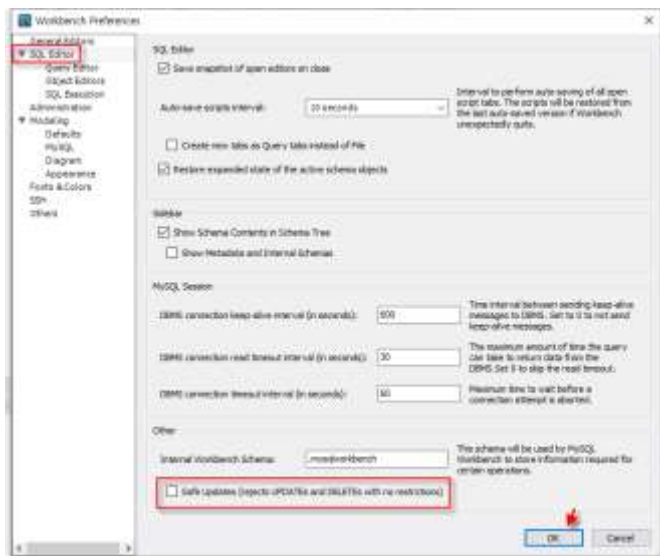 Workbench Preferences
General Editors
SQL Editor
Query Editor
Object Editors
SQL Execution
Administration
Modeling
Defaults
MySQL
Diagram
Appearance
Fonts & Colors
SSH
Others
SQL Editor
Save snapshot of open editors on close
Auto-save scripts interval:
10 seconds
Interval to perform auto-saving of all open
script tabs. The scripts will be restored from
the last auto-saved version if Workbench
unexpectedly quits.
Create new tabs as Query tabs instead of File
Restore expanded state of the active schema objects
Sidebar
Show Schema Contents in Schema Tree
Show Metadata and Internal Schemas
MySQL Session
DBMS connection keep-alive interval (in seconds):
600
Time interval between sending keep-alive
messages to DBMS. Set to 0 to not send
keep-alive messages.
DBMS connection read timeout interval (in seconds):
30
The maximum amount of time the query
can take to return data from the
DBMS. Set 0 to skip the read timeout.
DBMS connection timeout interval (in seconds):
60
Maximum time to wait before a
connection attempt is aborted.
Other
Internal Workbench Schema:
.mysqlworkbench
This schema will be used by MySQL
Workbench to store information required for
certain operations.
Safe Updates (rejects UPDATEs and DELETEs with no restrictions)
OK
Cancel